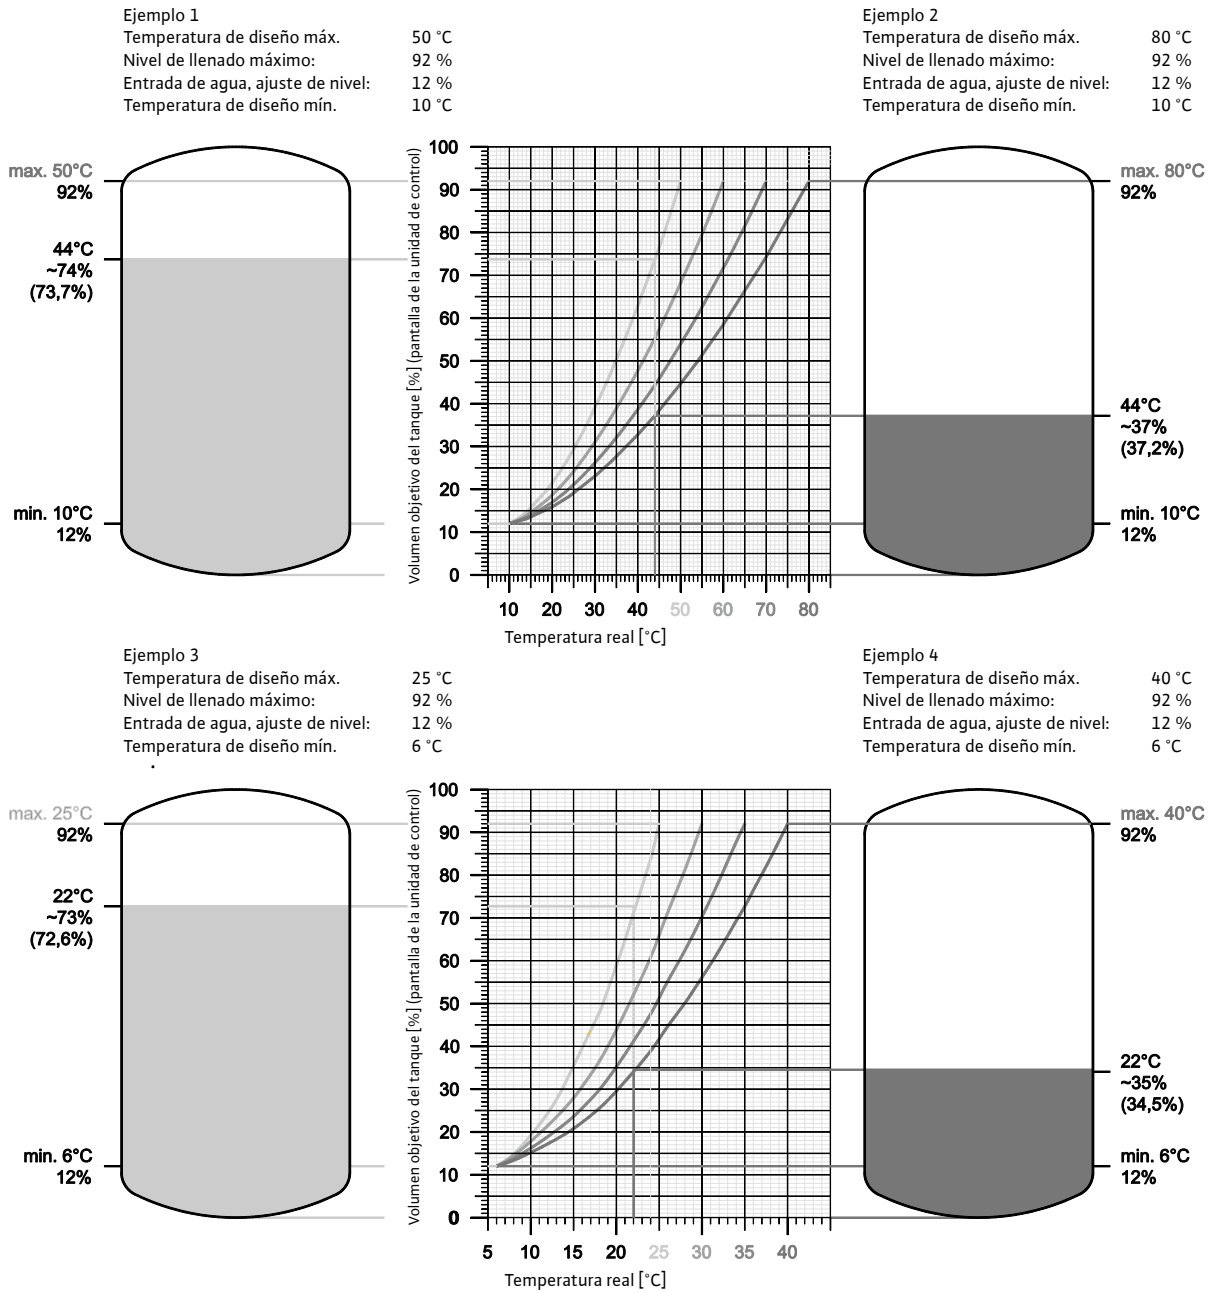 Ejemplo 1
Temperatura de diseño máx. 50 °C
Nivel de llenado máximo: 92 %
Entrada de agua, ajuste de nivel: 12 %
Temperatura de diseño mín. 10 °C
Ejemplo 2
Temperatura de diseño máx. 80 °C
Nivel de llenado máximo: 92 %
Entrada de agua, ajuste de nivel: 12 %
Temperatura de diseño mín. 10 °C
max. 50°C
92%
44°C
~74%
(73,7%)
min. 10°C
12%
Volumen objetivo del tanque [%] (pantalla de la unidad de control)
100
90
80
70
60
50
40
30
20
10
0
10 20 30 40 50 60 70 80
Temperatura real [°C]
max. 80°C
92%
44°C
~37%
(37,2%)
min. 10°C
12%
Ejemplo 3
Temperatura de diseño máx. 25 °C
Nivel de llenado máximo: 92 %
Entrada de agua, ajuste de nivel: 12 %
Temperatura de diseño mín. 6 °C
.
Ejemplo 4
Temperatura de diseño máx. 40 °C
Nivel de llenado máximo: 92 %
Entrada de agua, ajuste de nivel: 12 %
Temperatura de diseño mín. 6 °C
max. 25°C
92%
22°C
~73%
(72,6%)
min. 6°C
12%
Volumen objetivo del tanque [%] (pantalla de la unidad de control)
100
90
80
70
60
50
40
30
20
10
0
5 10 15 20 25 30 35 40
Temperatura real [°C]
max. 40°C
92%
22°C
~35%
(34,5%)
min. 6°C
12%